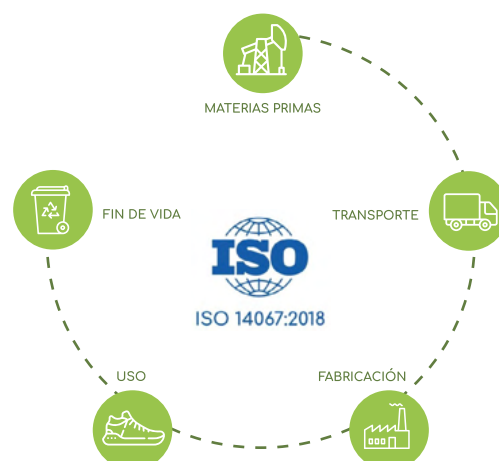 MATERIAS PRIMAS
FIN DE VIDA
TRANSPORTE
ISO
ISO 14067:2018
USO
FABRICACIÓN